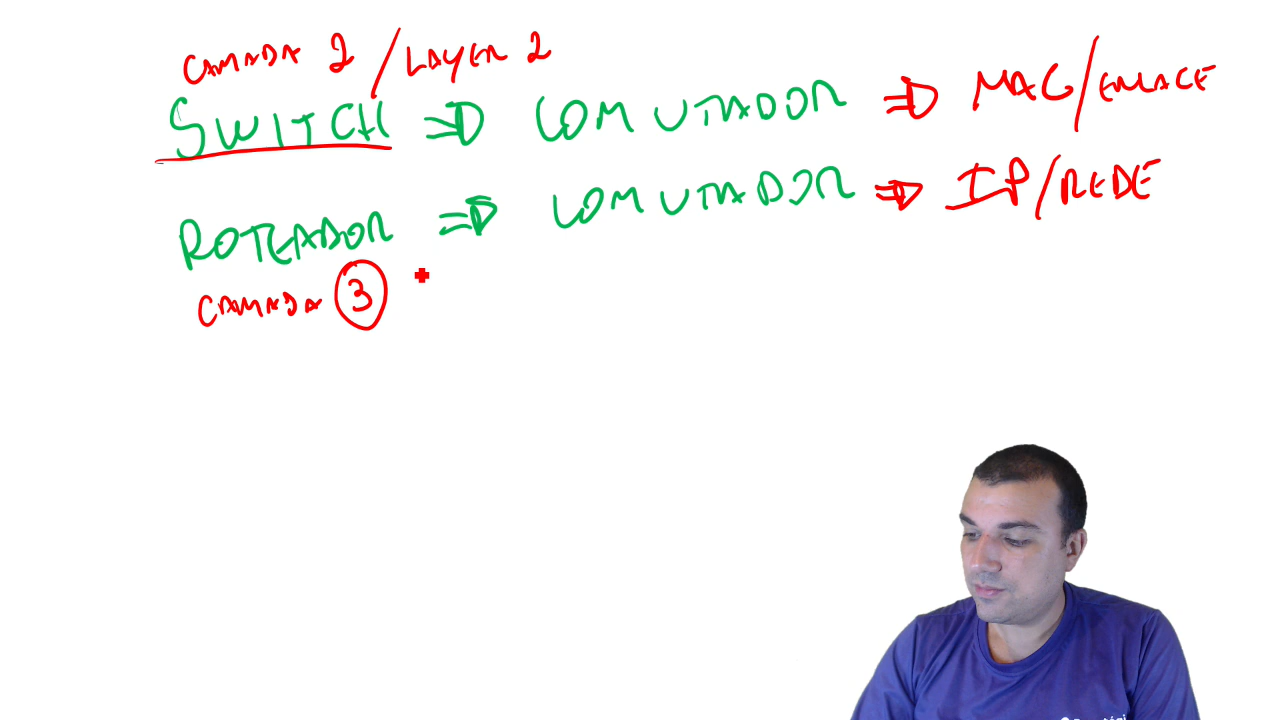 CAMADA 2 / LAYER 2
SWITCH => COMUTADOR => MAC/ENLACE
ROTEADOR => COMUTADOR => IP/REDE
CAMADA 3